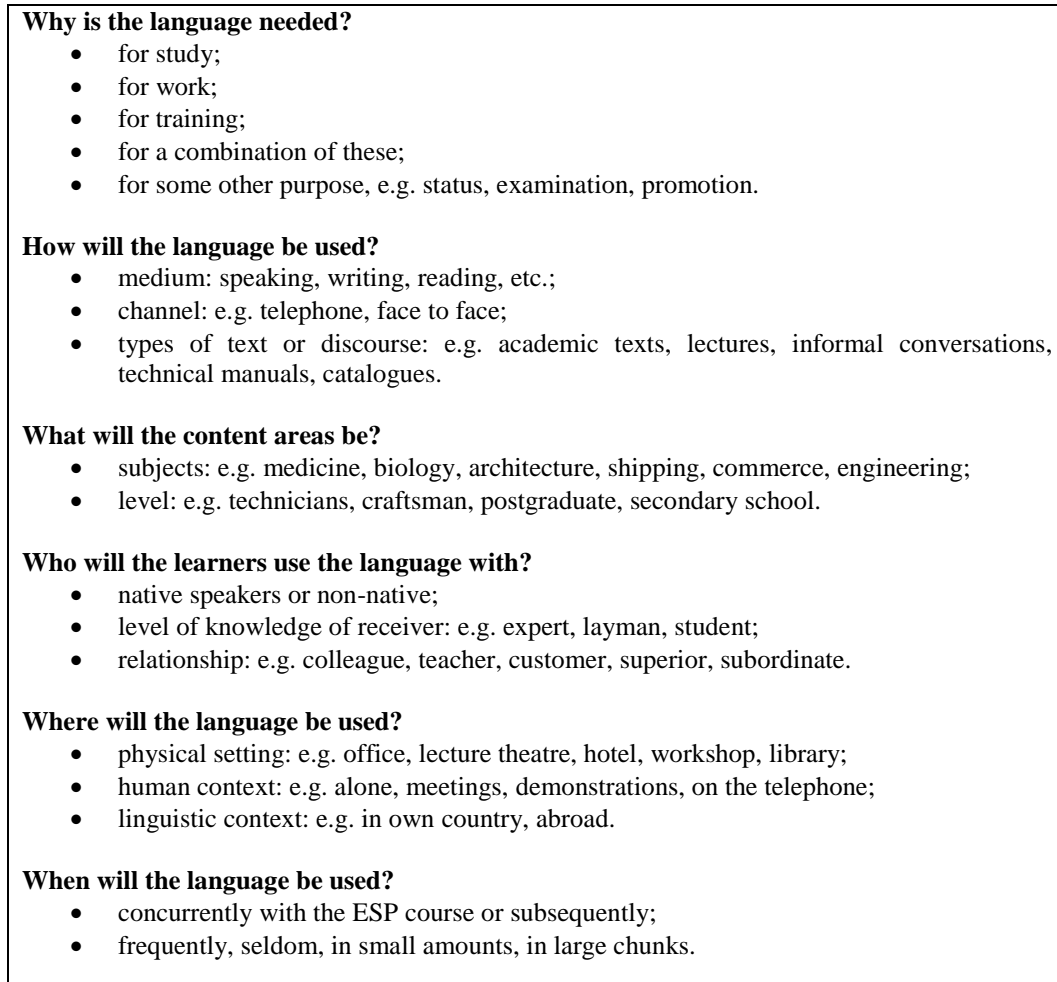 Why is the language needed?
• for study;
• for work;
• for training;
• for a combination of these;
• for some other purpose, e.g. status, examination, promotion.
How will the language be used?
• medium: speaking, writing, reading, etc.;
• channel: e.g. telephone, face to face;
• types of text or discourse: e.g. academic texts, lectures, informal conversations,
technical manuals, catalogues.
What will the content areas be?
• subjects: e.g. medicine, biology, architecture, shipping, commerce, engineering;
• level: e.g. technicians, craftsman, postgraduate, secondary school.
Who will the learners use the language with?
• native speakers or non-native;
• level of knowledge of receiver: e.g. expert, layman, student;
• relationship: e.g. colleague, teacher, customer, superior, subordinate.
Where will the language be used?
• physical setting: e.g. office, lecture theatre, hotel, workshop, library;
• human context: e.g. alone, meetings, demonstrations, on the telephone;
• linguistic context: e.g. in own country, abroad.
When will the language be used?
• concurrently with the ESP course or subsequently;
• frequently, seldom, in small amounts, in large chunks.